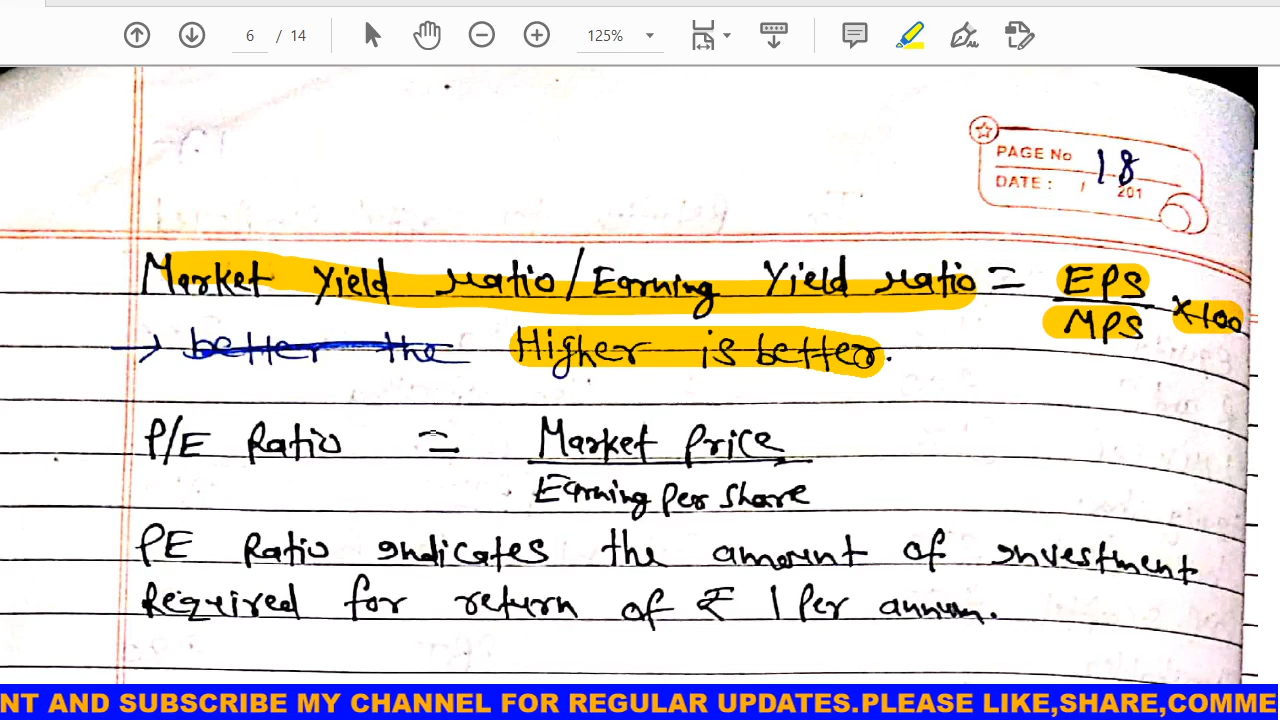 6 / 14 125%
PAGE No 18
DATE : / 201
Market Yield ratio/Earning Yield ratio = EPS/MPS ×100
→ better the Higher is better.
P/E Ratio = Market Price
Earning Per Share
PE Ratio indicates the amount of investment
Required for return of ₹ 1 Per annum.
NT AND SUBSCRIBE MY CHANNEL FOR REGULAR UPDATES.PLEASE LIKE,SHARE,COMME